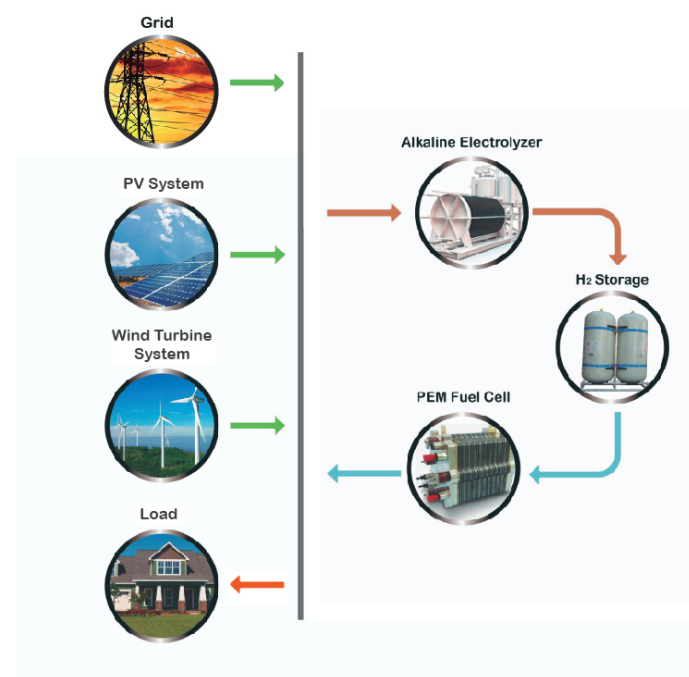 Grid
PV System
Wind Turbine
System
Load
Alkaline Electrolyzer
H2 Storage
PEM Fuel Cell